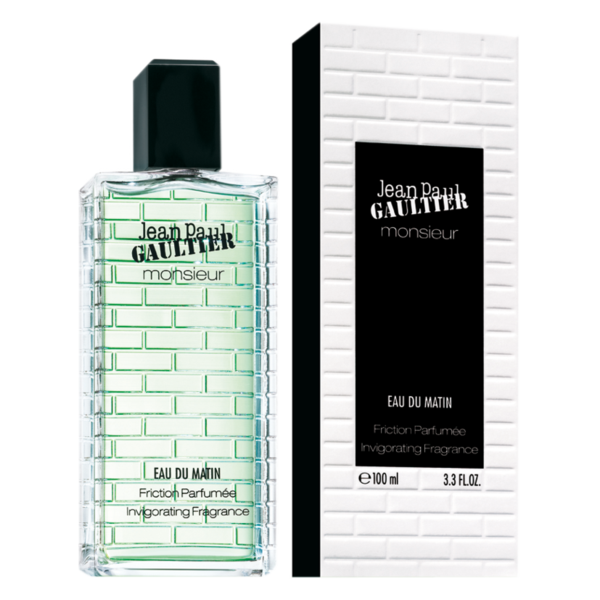 Jean Paul
GAULTIER
monsieur
EAU DU MATIN
Friction Parfumée
Invigorating Fragrance
Jean Paul
GAULTIER
monsieur
EAU DU MATIN
Friction Parfumée
Invigorating Fragrance
℮100 ml 3.3 FL.OZ.